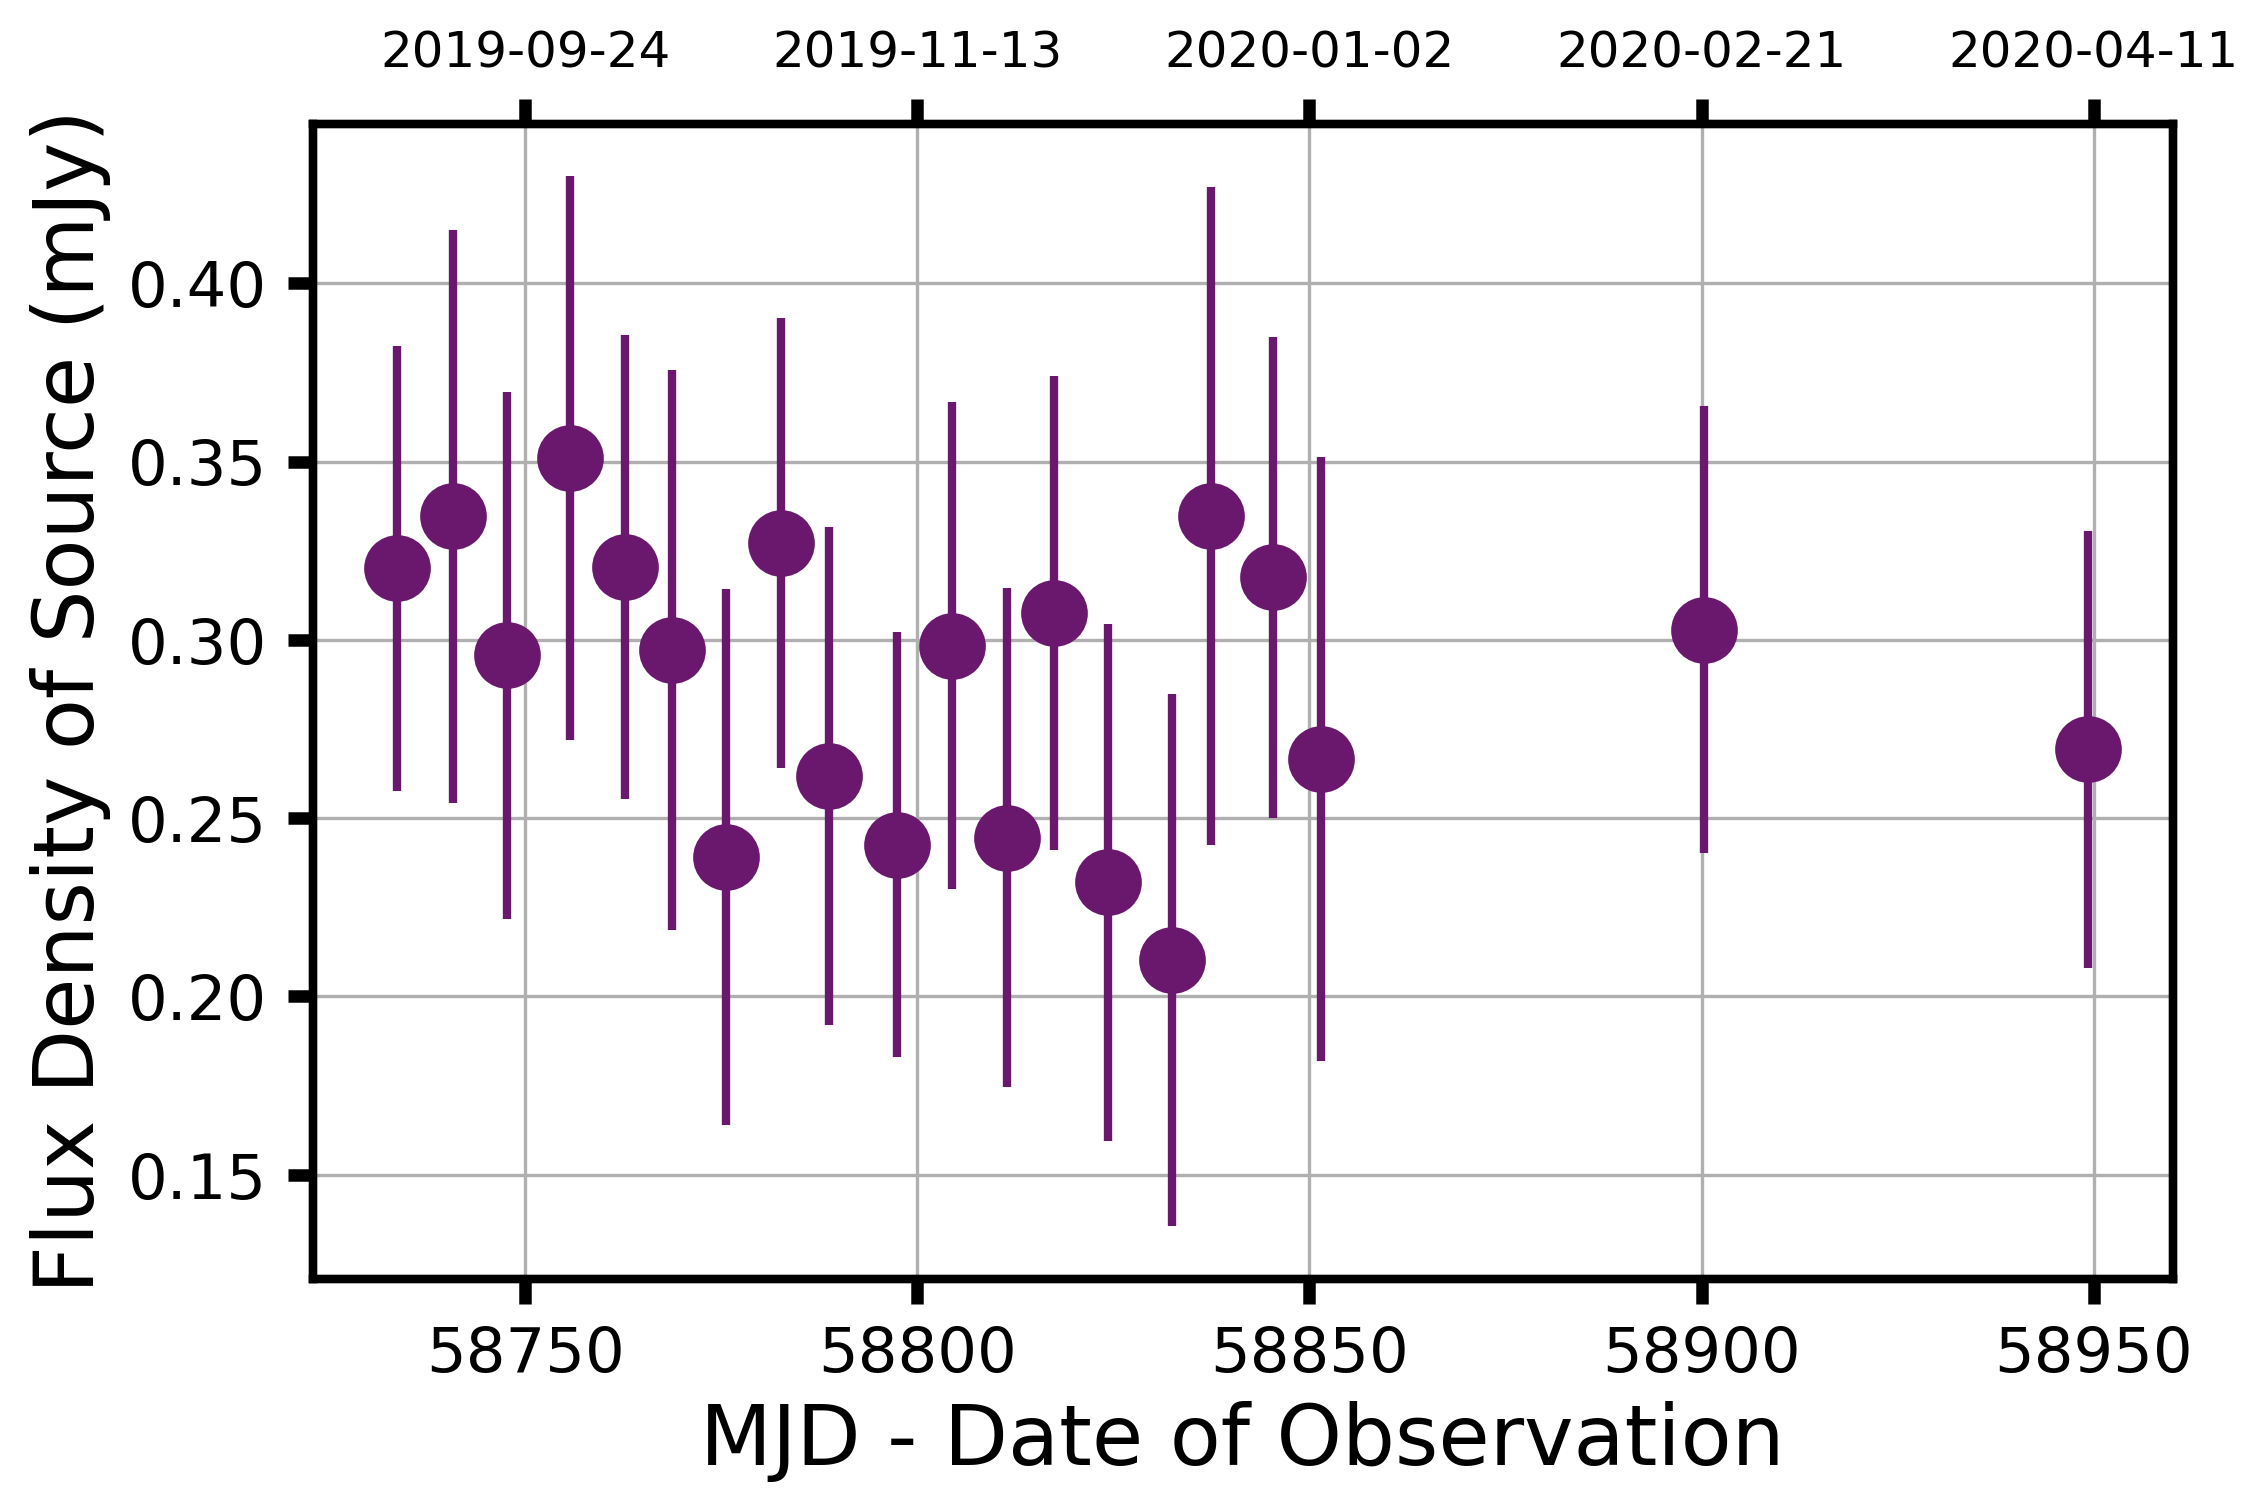 2019-09-24 2019-11-13 2020-01-02 2020-02-21 2020-04-11
Flux Density of Source (mJy)
0.40
0.35
0.30
0.25
0.20
0.15
58750 58800 58850 58900 58950
MJD - Date of Observation